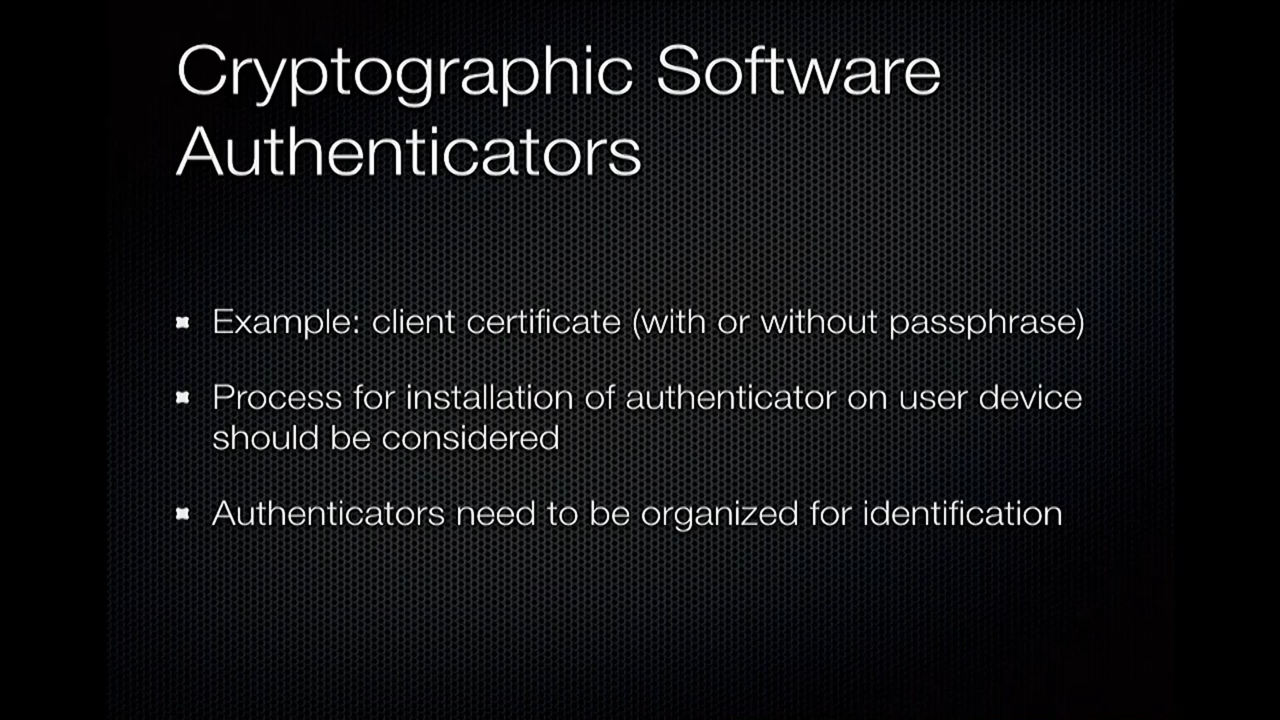 Cryptographic Software
Authenticators
Example: client certificate (with or without passphrase)
Process for installation of authenticator on user device
should be considered
Authenticators need to be organized for identification